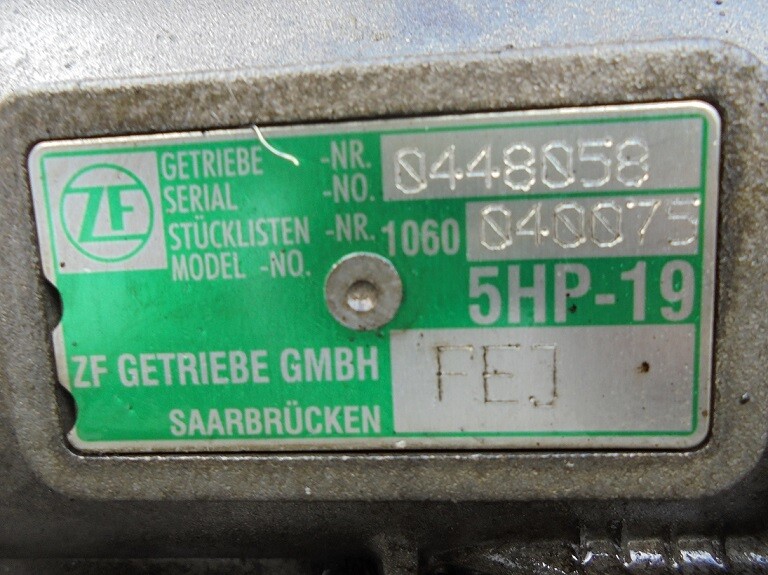 ZF
GETRIEBE -NR. 0448058
SERIAL -NO.
STÜCKLISTEN -NR. 1060 040075
MODEL -NO.
5HP-19
ZF GETRIEBE GMBH FEJ
SAARBRÜCKEN